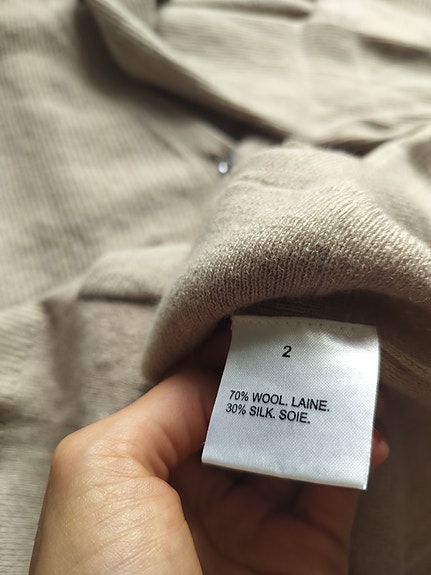 2
70% WOOL. LAINE.
30% SILK. SOIE.